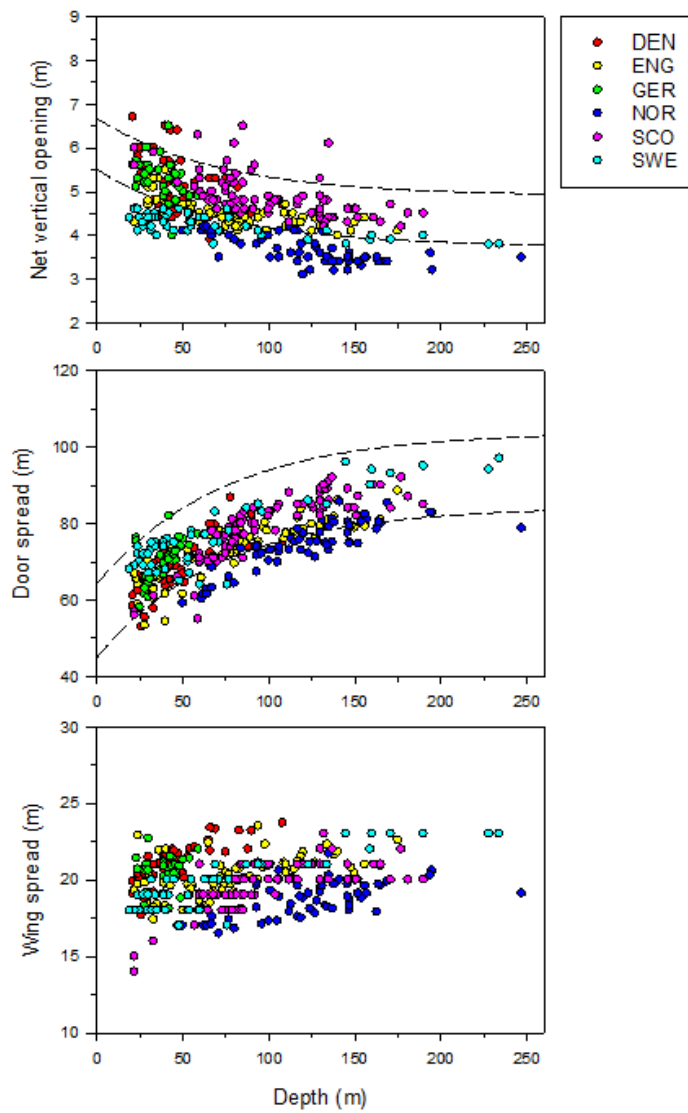 9
8
7
6
5
4
3
2
Net vertical opening (m)
0 50 100 150 200 250
DEN
ENG
GER
NOR
SCO
SWE
120
100
80
60
40
Door spread (m)
0 50 100 150 200 250
30
25
20
15
10
Wing spread (m)
0 50 100 150 200 250
Depth (m)